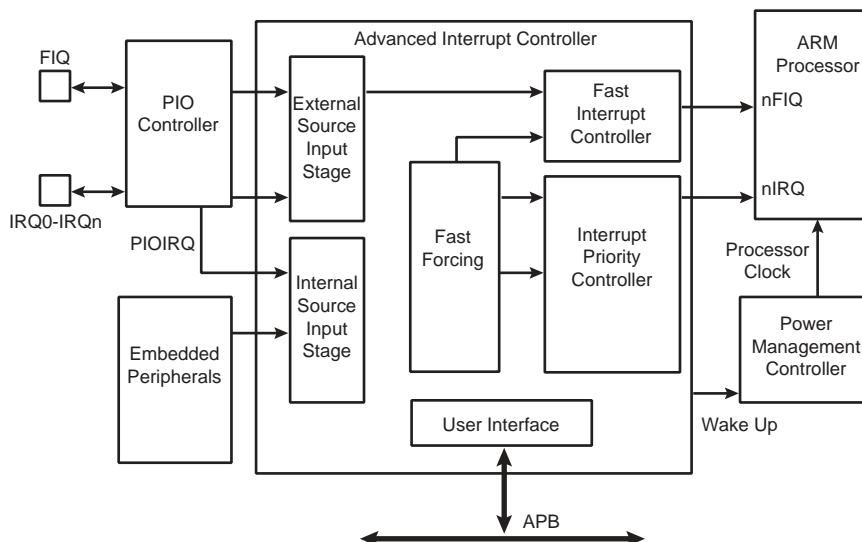 Advanced Interrupt Controller
FIQ
PIO
Controller
IRQ0-IRQn
PIOIRQ
Embedded
Peripherals
External
Source
Input
Stage
Internal
Source
Input
Stage
Fast
Forcing
Fast
Interrupt
Controller
Interrupt
Priority
Controller
User Interface
APB
ARM
Processor
nFIQ
nIRQ
Processor
Clock
Power
Management
Controller
Wake Up